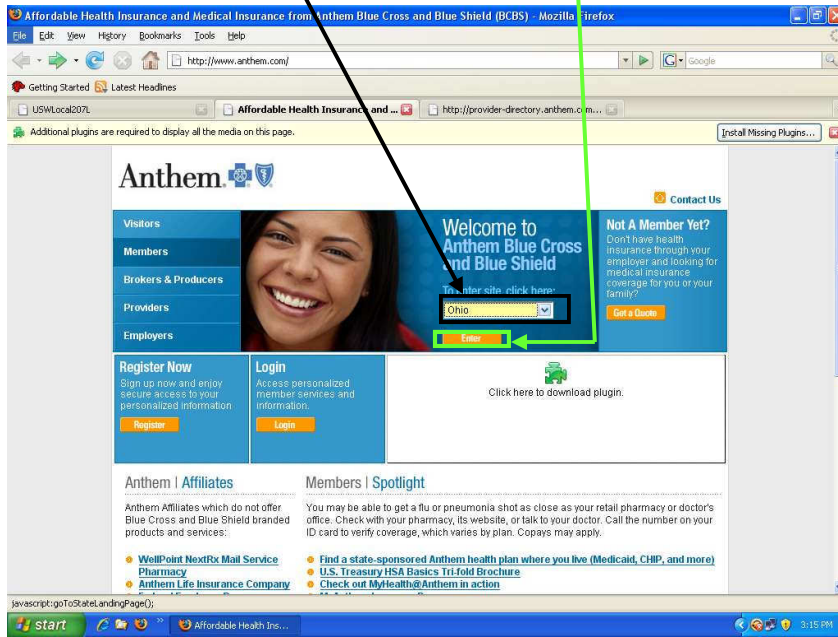 Affordable Health Insurance and Medical Insurance from Anthem Blue Cross and Blue Shield (BCBS) - Mozilla Firefox
File Edit View History Bookmarks Tools Help
http://www.anthem.com/
G Google
Getting Started Latest Headlines
USWLocal207L
Affordable Health Insurance and ...
http://provider-directory.anthem.com...
Additional plugins are required to display all the media on this page.
Install Missing Plugins...
Anthem.
Contact Us
Visitors
Members
Brokers & Producers
Providers
Employers
Welcome to
Anthem Blue Cross
and Blue Shield
To enter site, click here:
Ohio
Enter
Not A Member Yet?
Don't have health
insurance through your
employer and looking for
medical insurance
coverage for you or your
family?
Get a Quote
Register Now
Sign up now and enjoy
secure access to your
personalized information
Register
Login
Access personalized
member services and
information.
Login
Click here to download plugin.
Anthem | Affiliates
Anthem Affiliates which do not offer
Blue Cross and Blue Shield branded
products and services:
WellPoint NextRx Mail Service
Pharmacy
Anthem Life Insurance Company
Members | Spotlight
You may be able to get a flu or pneumonia shot as close as your retail pharmacy or doctor's
office. Check with your pharmacy, its website, or talk to your doctor. Call the number on your
ID card to verify coverage, which varies by plan. Copays may apply.
Find a state-sponsored Anthem health plan where you live (Medicaid, CHIP, and more)
U.S. Treasury HSA Basics Tri-fold Brochure
Check out MyHealth@Anthem in action
javascript:goToStateLandingPage();
start
Affordable Health Ins...
3:15 PM